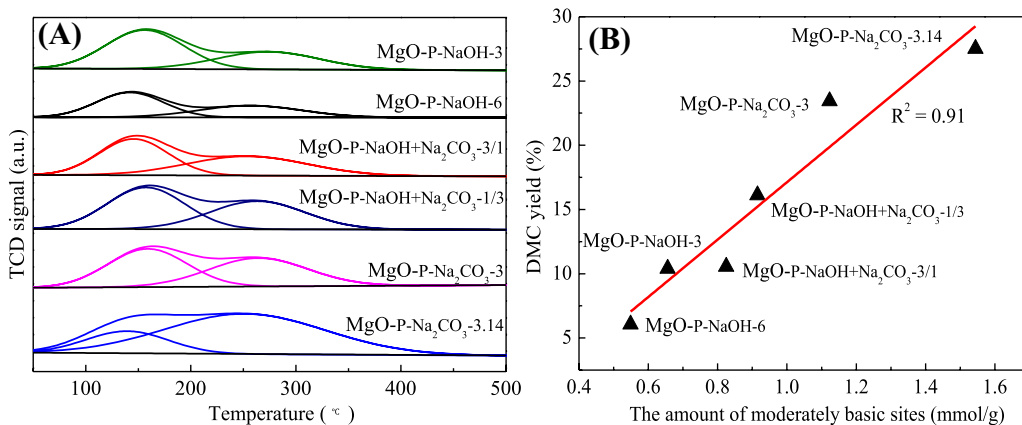 (A)
MgO-P-NaOH-3
MgO-P-NaOH-6
MgO-P-NaOH+Na₂CO₃-3/1
MgO-P-NaOH+Na₂CO₃-1/3
MgO-P-Na₂CO₃-3
MgO-P-Na₂CO₃-3.14
TCD signal (a.u.)
100 200 300 400 500
Temperature ( ℃ )
(B)
MgO-P-Na₂CO₃-3.14
MgO-P-Na₂CO₃-3
R² = 0.91
MgO-P-NaOH+Na₂CO₃-1/3
MgO-P-NaOH-3
MgO-P-NaOH+Na₂CO₃-3/1
MgO-P-NaOH-6
DMC yield (%)
30
25
20
15
10
5
0.4 0.6 0.8 1.0 1.2 1.4 1.6
The amount of moderately basic sites (mmol/g)